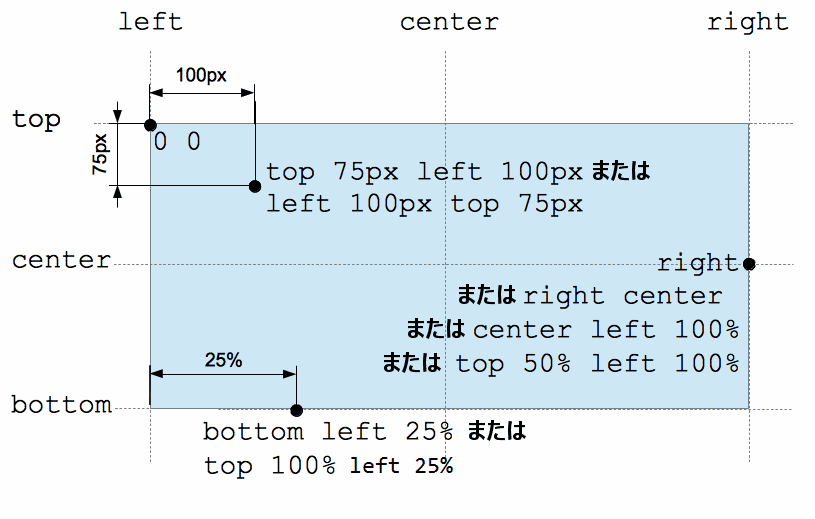 left center right
100px
top
0 0
75px
top 75px left 100px または
left 100px top 75px
center
right
または right center
または center left 100%
または top 50% left 100%
25%
bottom
bottom left 25% または
top 100% left 25%